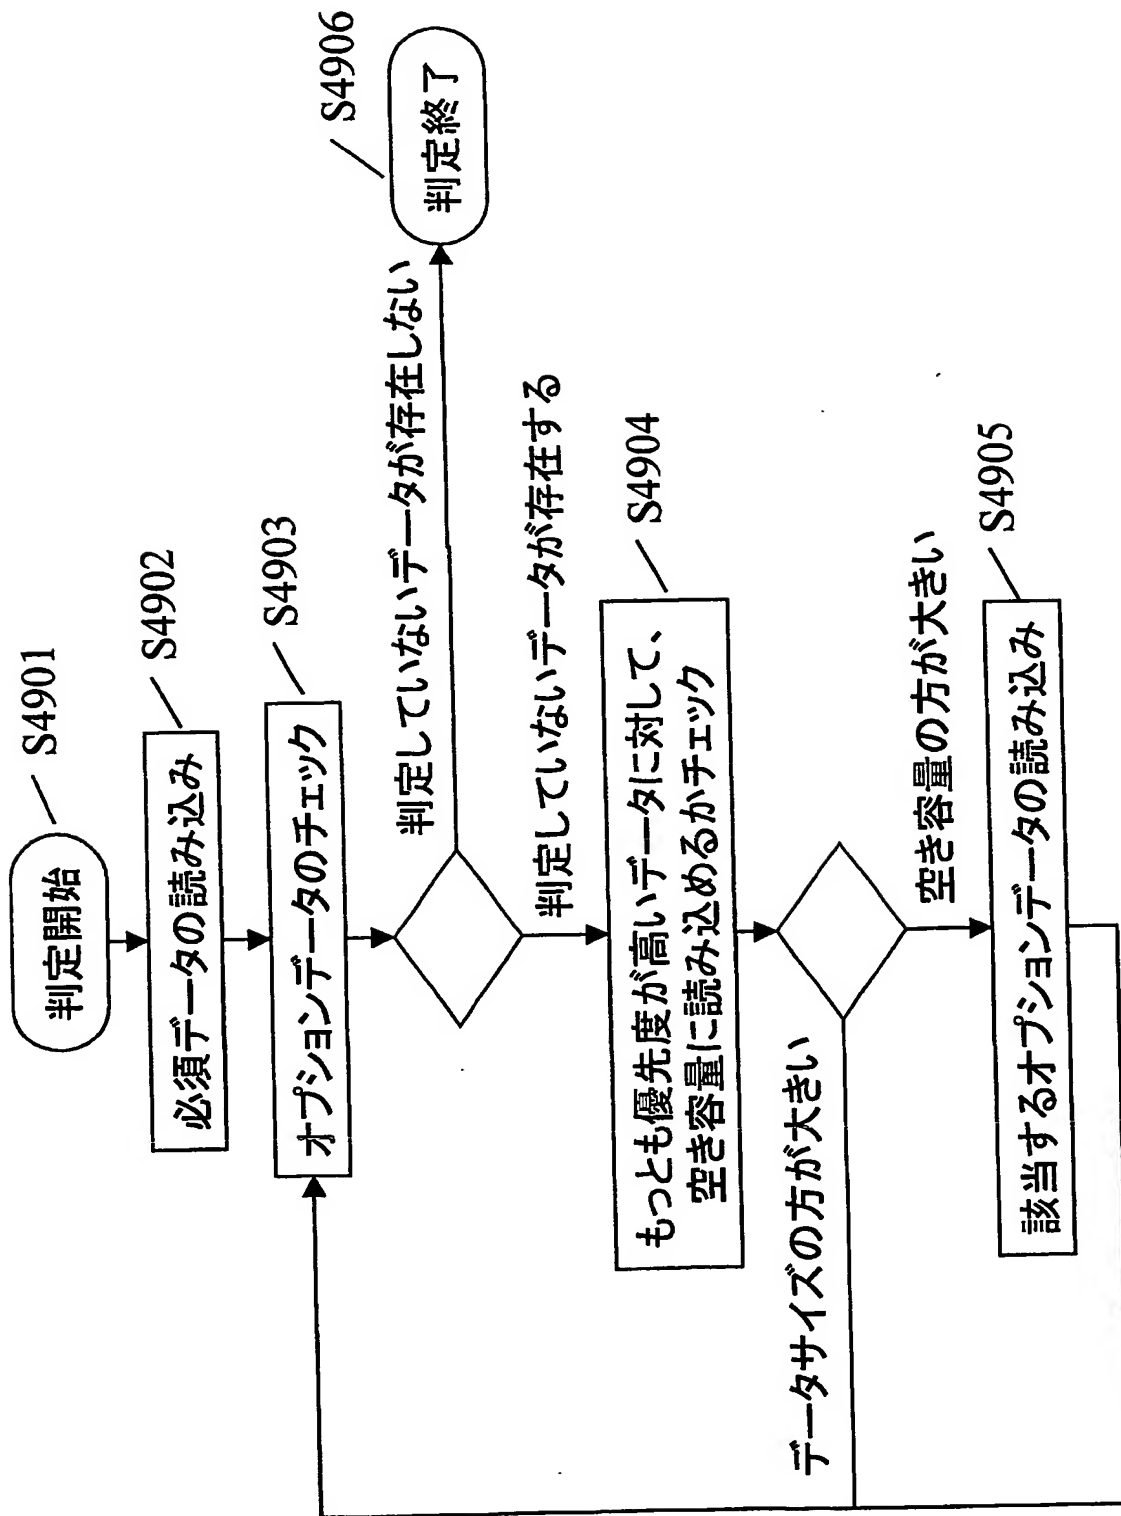 判定開始
S4901
必須データの読み込み
S4902
オプションデータのチェック
S4903
判定していないデータが存在しない
判定終了
S4906
判定していないデータが存在する
もっとも優先度が高いデータに対して、
空き容量に読み込めるかチェック
S4904
データサイズの方が大きい
空き容量の方が大きい
該当するオプションデータの読み込み
S4905